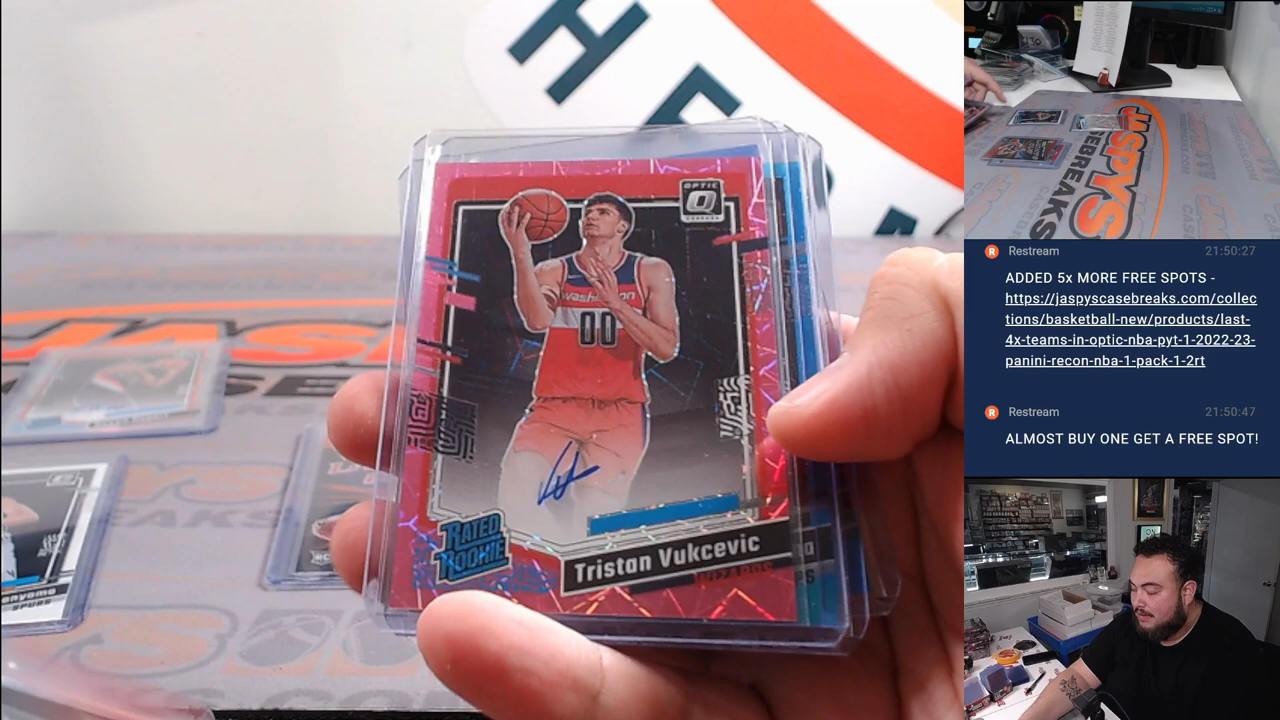 OPTIC
Washington
00
RATED
ROOKIE
Tristan Vukcevic
WIZARDS
SPURS
JASPYS
CASEBREAKS
Restream 21:50:27
ADDED 5x MORE FREE SPOTS -
https://jaspyscasebreaks.com/collec
tions/basketball-new/products/last-
4x-teams-in-optic-nba-pyt-1-2022-23-
panini-recon-nba-1-pack-1-2rt
Restream 21:50:47
ALMOST BUY ONE GET A FREE SPOT!